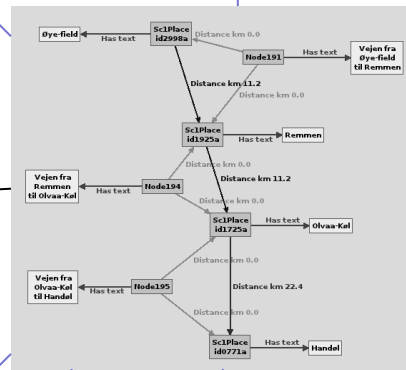 Sc1Place
id2998a
Øye-field
Has text
Distance km 0.0
Node191
Has text
Vejen fra
Øye-field
til Remmen
Distance km 11.2
Distance km 0.0
Sc1Place
id1925a
Has text
Remmen
Distance km 0.0
Vejen fra
Remmen
til Olvaa-Køl
Has text
Node194
Distance km 11.2
Distance km 0.0
Sc1Place
id1725a
Has text
Olvaa-Køl
Distance km 0.0
Vejen fra
Olvaa-Køl
til Handøl
Has text
Node195
Distance km 22.4
Distance km 0.0
Sc1Place
id0771a
Has text
Handøl